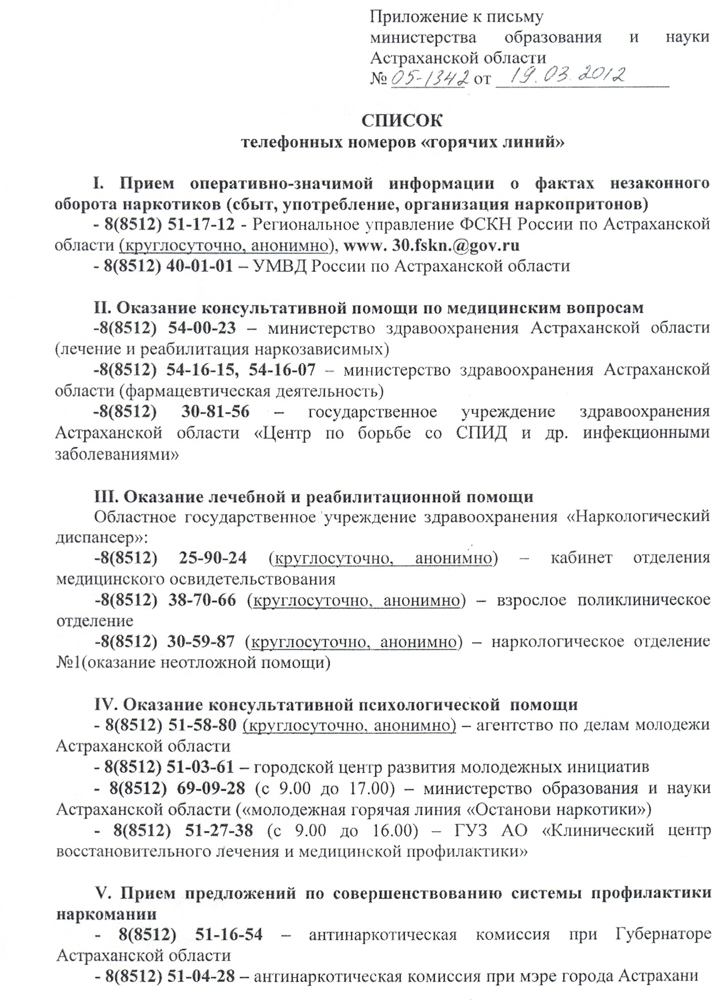 Приложение к письму
министерства образования и науки
Астраханской области
№ 05-1342 от 19.03.2012
СПИСОК
телефонных номеров «горячих линий»
I. Прием оперативно-значимой информации о фактах незаконного
оборота наркотиков (сбыт, употребление, организация наркопритонов)
- 8(8512) 51-17-12 - Региональное управление ФСКН России по Астраханской
области (круглосуточно, анонимно), www. 30.fskn.@gov.ru
- 8(8512) 40-01-01 – УМВД России по Астраханской области
II. Оказание консультативной помощи по медицинским вопросам
-8(8512) 54-00-23 – министерство здравоохранения Астраханской области
(лечение и реабилитация наркозависимых)
-8(8512) 54-16-15, 54-16-07 – министерство здравоохранения Астраханской
области (фармацевтическая деятельность)
-8(8512) 30-81-56 – государственное учреждение здравоохранения
Астраханской области «Центр по борьбе со СПИД и др. инфекционными
заболеваниями»
III. Оказание лечебной и реабилитационной помощи
Областное государственное учреждение здравоохранения «Наркологический
диспансер»:
-8(8512) 25-90-24 (круглосуточно, анонимно) – кабинет отделения
медицинского освидетельствования
-8(8512) 38-70-66 (круглосуточно, анонимно) – взрослое поликлиническое
отделение
-8(8512) 30-59-87 (круглосуточно, анонимно) – наркологическое отделение
№1(оказание неотложной помощи)
IV. Оказание консультативной психологической помощи
- 8(8512) 51-58-80 (круглосуточно, анонимно) – агентство по делам молодежи
Астраханской области
- 8(8512) 51-03-61 – городской центр развития молодежных инициатив
- 8(8512) 69-09-28 (с 9.00 до 17.00) – министерство образования и науки
Астраханской области («молодежная горячая линия «Останови наркотики»)
- 8(8512) 51-27-38 (с 9.00 до 16.00) – ГУЗ АО «Клинический центр
восстановительного лечения и медицинской профилактики»
V. Прием предложений по совершенствованию системы профилактики
наркомании
- 8(8512) 51-16-54 – антинаркотическая комиссия при Губернаторе
Астраханской области
- 8(8512) 51-04-28 – антинаркотическая комиссия при мэре города Астрахани